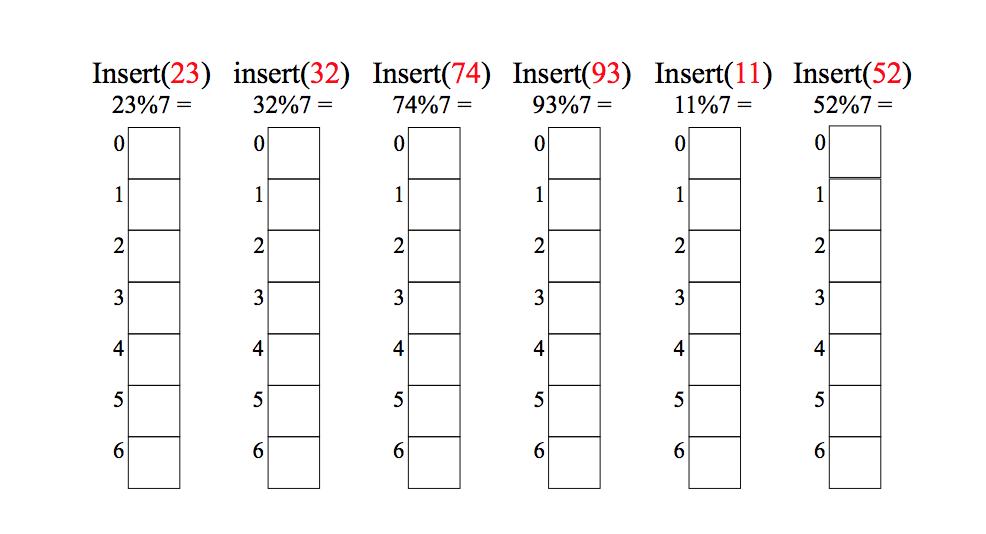 Insert(23) insert(32) Insert(74) Insert(93) Insert(11) Insert(52)
23%7 = 32%7 = 74%7 = 93%7 = 11%7 = 52%7 =
0 0 0 0 0 0
1 1 1 1 1 1
2 2 2 2 2 2
3 3 3 3 3 3
4 4 4 4 4 4
5 5 5 5 5 5
6 6 6 6 6 6